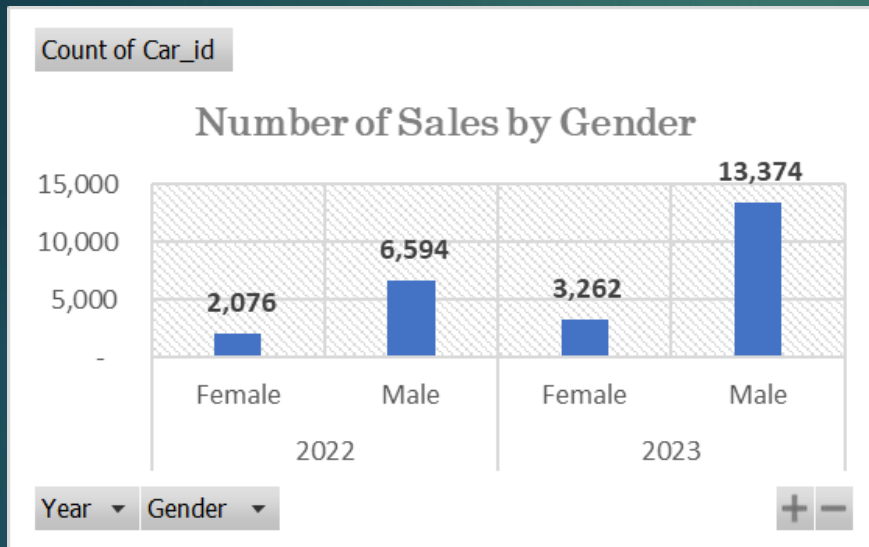 Count of Car_id
Number of Sales by Gender
15,000
10,000
5,000
-
2,076
6,594
3,262
13,374
Female Male Female Male
2022 2023
Year Gender